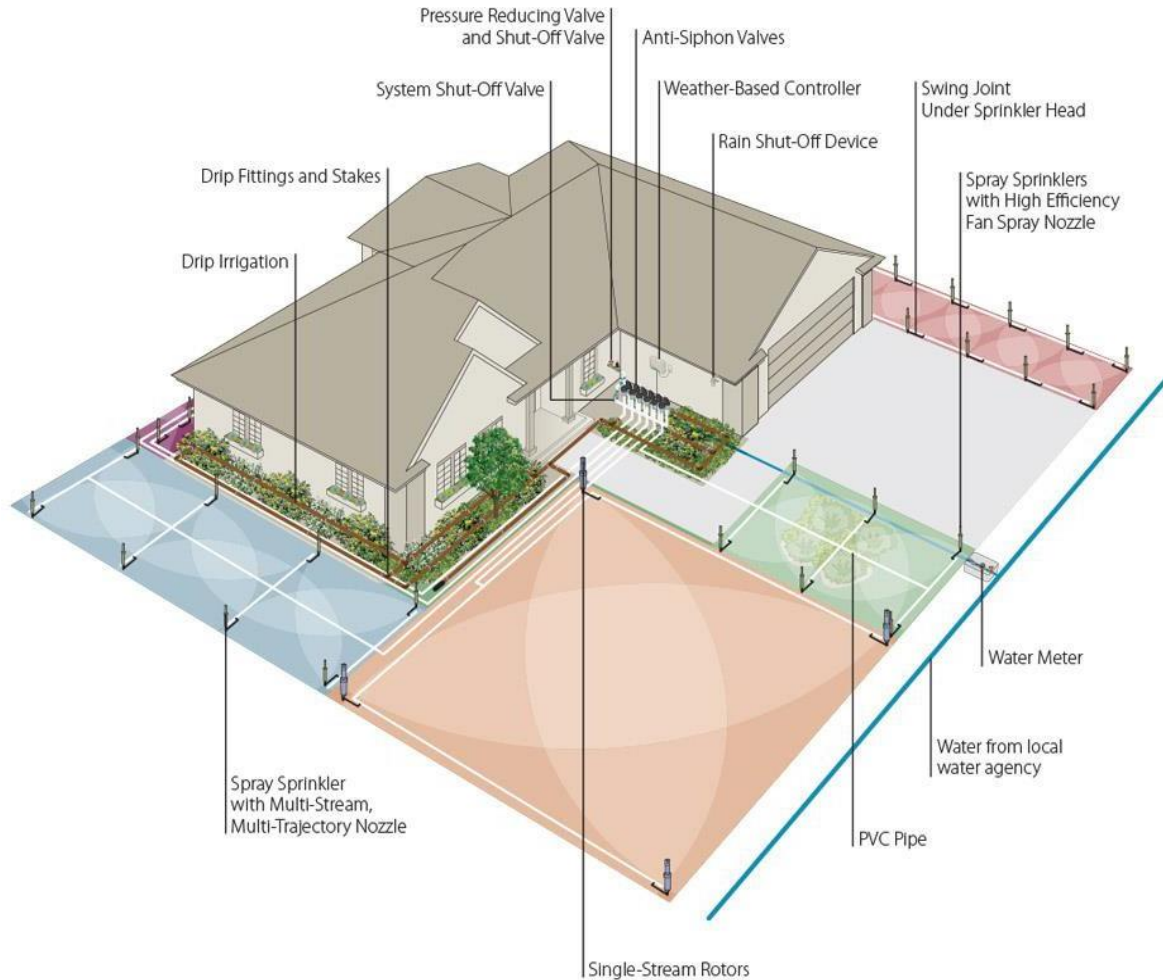 Pressure Reducing Valve
and Shut-Off Valve
Anti-Siphon Valves
System Shut-Off Valve
Weather-Based Controller
Swing Joint
Under Sprinkler Head
Rain Shut-Off Device
Drip Fittings and Stakes
Spray Sprinklers
with High Efficiency
Fan Spray Nozzle
Drip Irrigation
Water Meter
Water from local
water agency
Spray Sprinkler
with Multi-Stream,
Multi-Trajectory Nozzle
PVC Pipe
Single-Stream Rotors